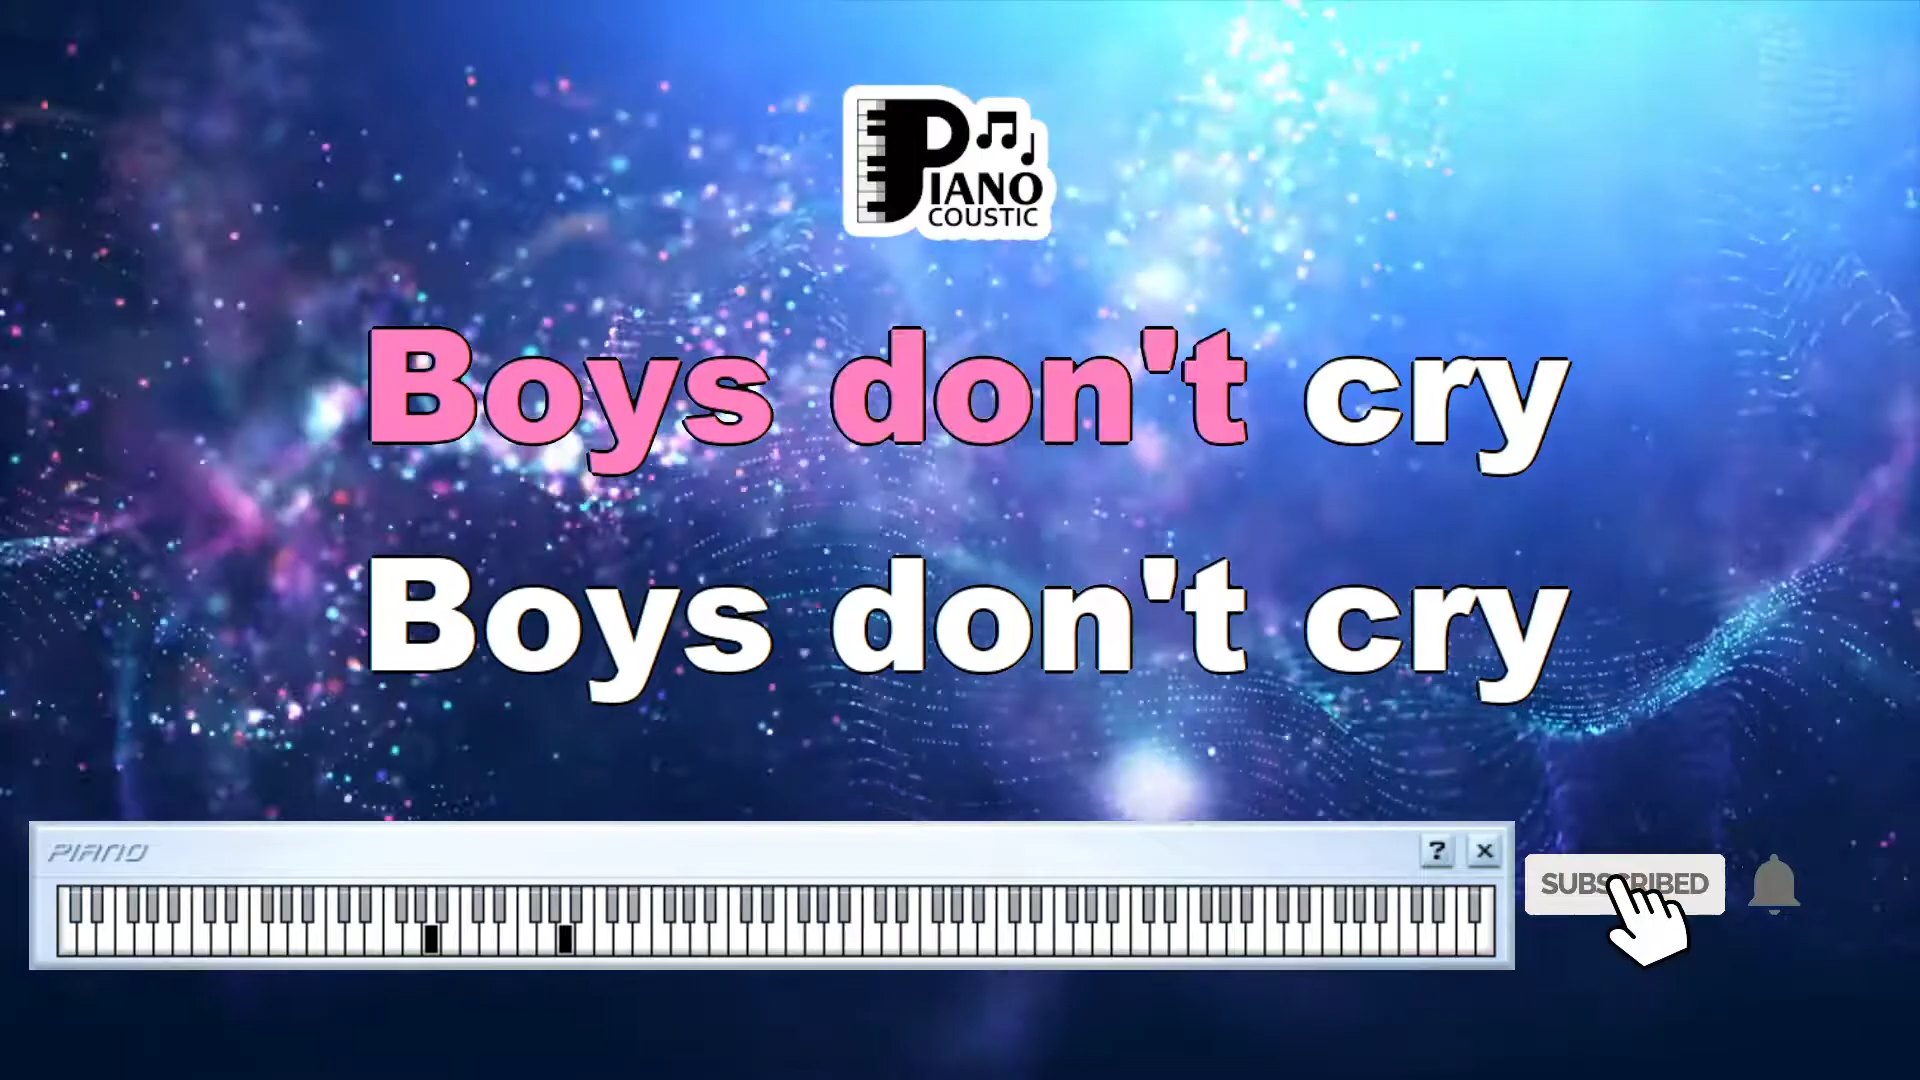 PIANO
COUSTIC
Boys don't cry
Boys don't cry
PIANO
? ×
SUBSCRIBED